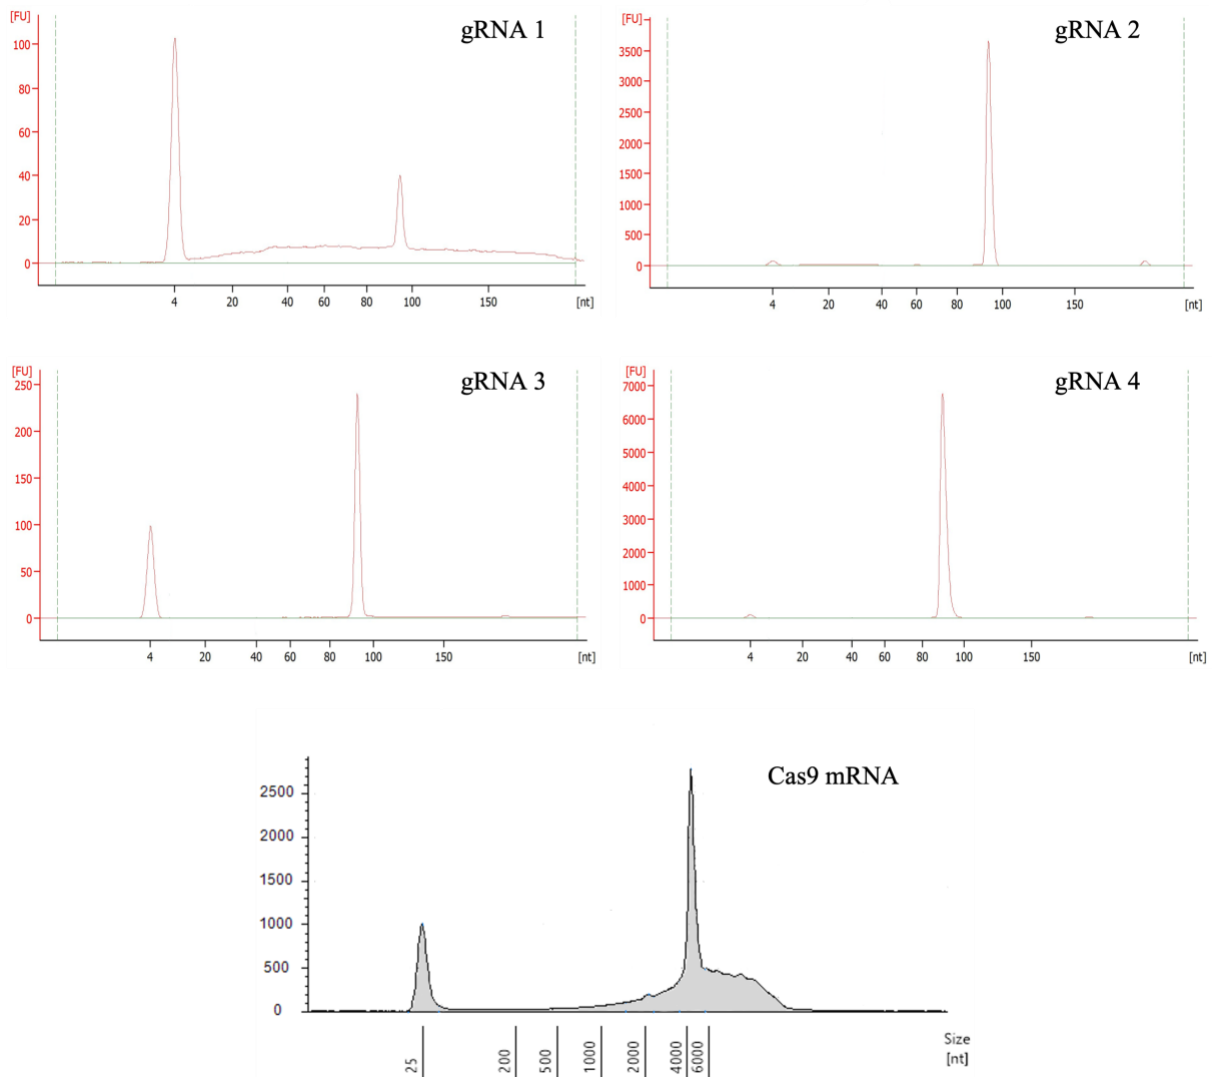 [FU]
gRNA 1
100
80
60
40
20
0
4 20 40 60 80 100 150 [nt]
[FU]
gRNA 2
3500
3000
2500
2000
1500
1000
500
0
4 20 40 60 80 100 150 [nt]
[FU]
gRNA 3
250
200
150
100
50
0
4 20 40 60 80 100 150 [nt]
[FU]
gRNA 4
7000
6000
5000
4000
3000
2000
1000
0
4 20 40 60 80 100 150 [nt]
Cas9 mRNA
2500
2000
1500
1000
500
0
25 200 500 1000 2000 4000 6000
Size
[nt]